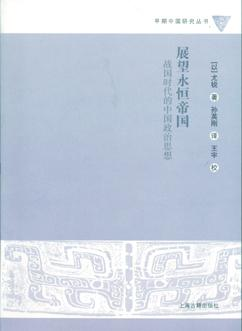 早期中国研究丛书
展望永恒帝国
战国时代的中国政治思想
[以] 尤锐 著 孙英刚 译 王宇 校
上海古籍出版社